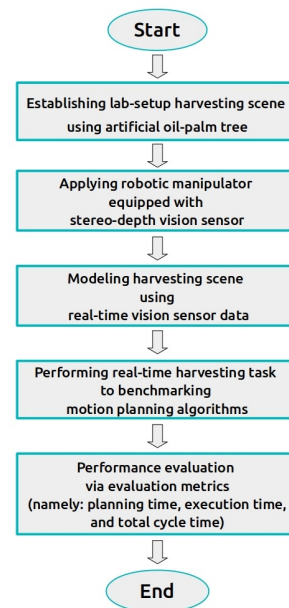 Start
Establishing lab-setup harvesting scene
using artificial oil-palm tree
Applying robotic manipulator
equipped with
stereo-depth vision sensor
Modeling harvesting scene
using
real-time vision sensor data
Performing real-time harvesting task
to benchmarking
motion planning algorithms
Performance evaluation
via evaluation metrics
(namely: planning time, execution time,
and total cycle time)
End